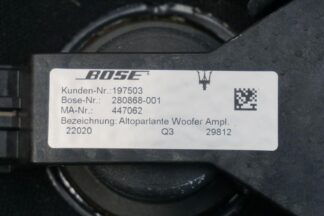 BOSE
Kunden-Nr.: 197503
Bose-Nr.: 280868-001
MA-Nr.: 447062
Bezeichnung: Altoparlante Woofer Ampl.
22020 Q3 29812